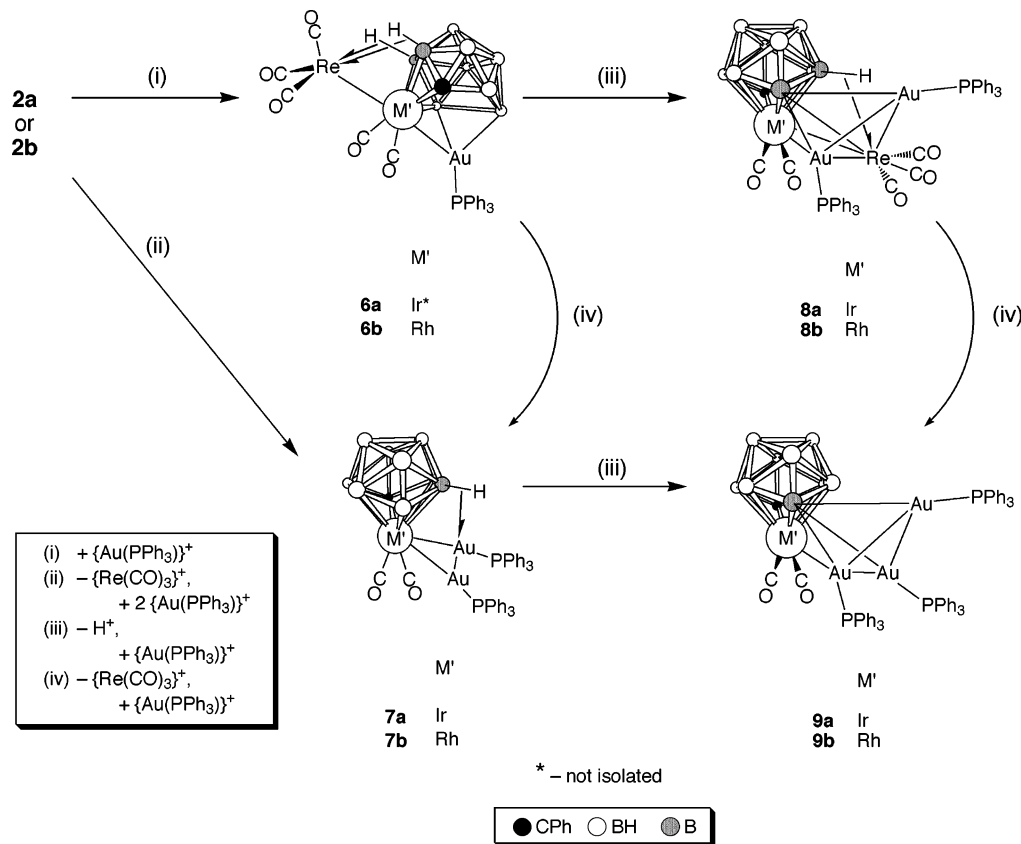 2a
or
2b
(i)
(ii)
(iii)
(iv)
H
H
C
O
OC
OC
Re
M'
C
O
C
O
Au
PPh3
M'
6a Ir*
6b Rh
H
M'
C
O
C
O
Au
PPh3
Au
PPh3
Re
CO
CO
C
O
M'
8a Ir
8b Rh
(iv)
H
M'
C
O
C
O
Au
PPh3
Au
PPh3
(iii)
M'
C
O
C
O
Au
PPh3
Au
PPh3
Au
PPh3
M'
7a Ir
7b Rh
M'
9a Ir
9b Rh
(i) + {Au(PPh3)}+
(ii) – {Re(CO)3}+,
+ 2 {Au(PPh3)}+
(iii) – H+,
+ {Au(PPh3)}+
(iv) – {Re(CO)3}+,
+ {Au(PPh3)}+
* – not isolated
CPh BH B